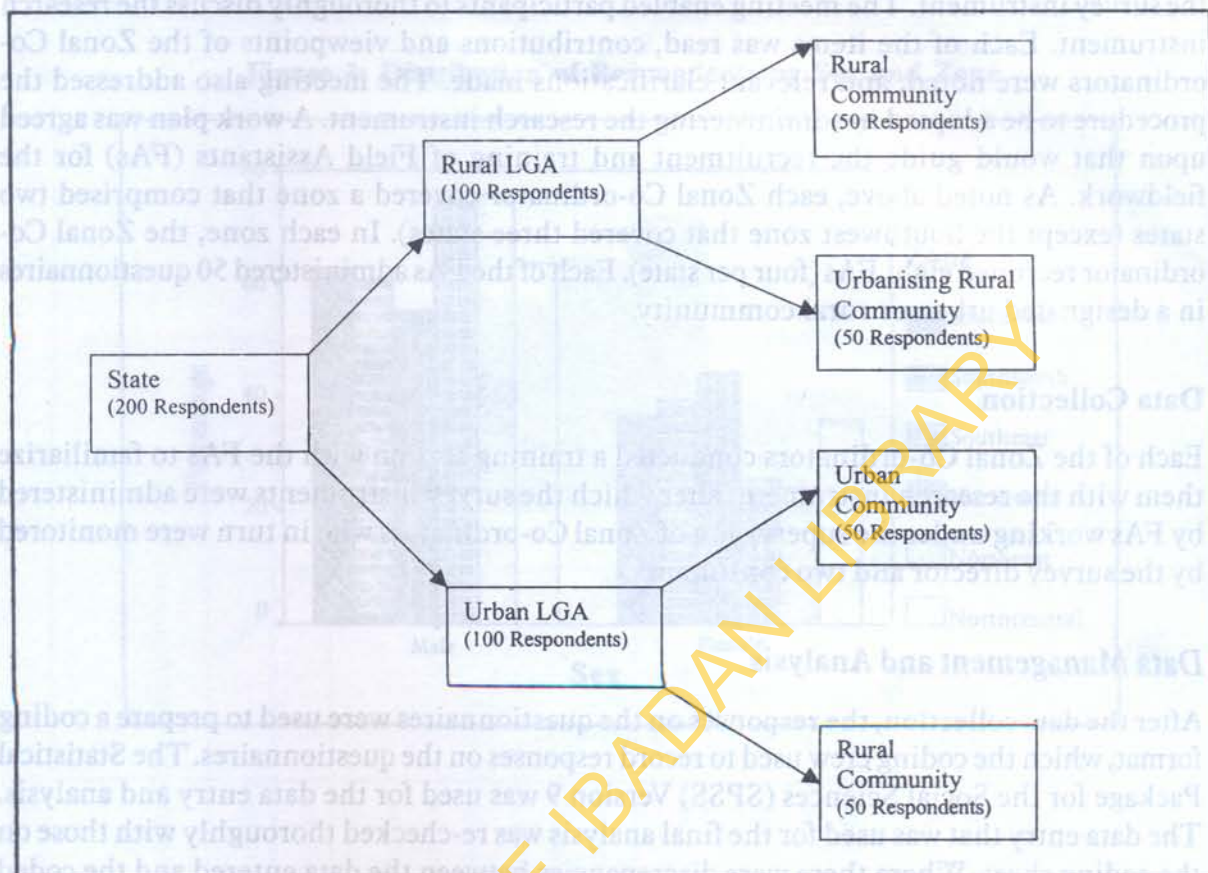 the survey instrument. The meeting enabled participants to thoroughly discuss the research
instrument. Each of the items was read, contributions and viewpoints of the Zonal Co-
ordinators were noted, and relevant clarifications made. The meeting also addressed the
procedure to be adopted in administering the research instrument. A work plan was agreed
upon that would guide the recruitment and training of Field Assistants (FAs) for the
fieldwork. As noted above, each Zonal Co-ordinator covered a zone that comprised two
states (except the Southwest zone that covered three states). In each zone, the Zonal Co-
ordinator recruited eight FAs (four per state). Each of the FAs administered 50 questionnaires
in a designated urban or rural community.
Rural
Community
(50 Respondents)
Rural LGA
(100 Respondents)
Urbanising Rural
Community
(50 Respondents)
State
(200 Respondents)
Data Collection
Each of the Zonal Co-ordinators conducted a training session with the FAs to familiarize
them with the research instrument after which the survey instruments were administered
by FAs working under the supervision of Zonal Co-ordinators who in turn were monitored
by the survey director and two
Urban
Community
(50 Respondents)
Urban LGA
(100 Respondents)
Male
Sex
Data Management and Analysis
After the data collection, the responses on the questionnaires were used to prepare a coding
format, which the coding crew used to record responses on the questionnaires. The Statistical
Package for the Social Sciences (SPSS) Version 9 was used for the data entry and analysis.
The data entry that was used for the final analysis was re-checked thoroughly with those on
the coding sheet. Where there were discrepancies between the data entered and the coded
Rural
Community
(50 Respondents)
IBADAN LIBRARY